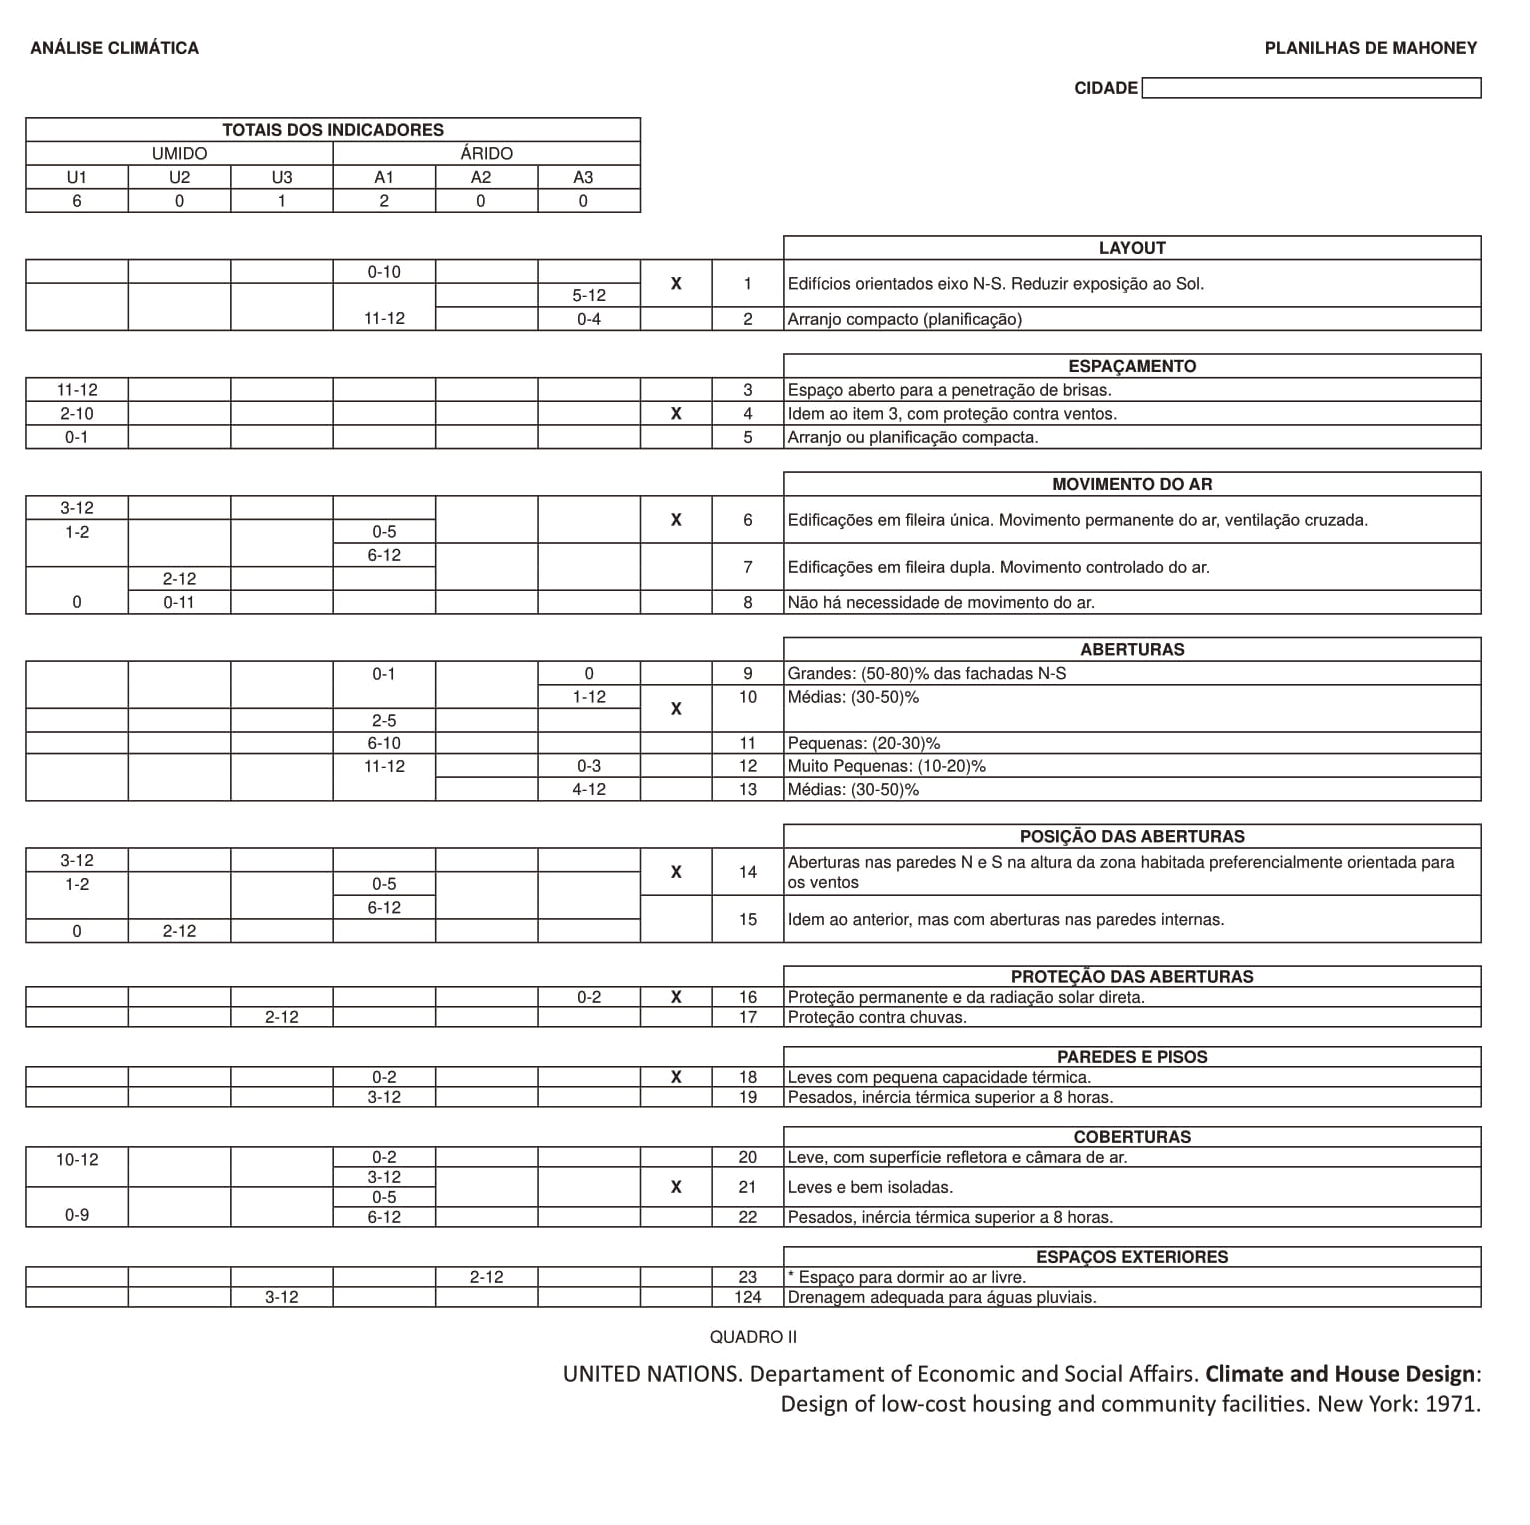 ANÁLISE CLIMÁTICA PLANILHAS DE MAHONEY
CIDADE
TOTAIS DOS INDICADORES
UMIDO ÁRIDO
U1 U2 U3 A1 A2 A3
6 0 1 2 0 0
LAYOUT
0-10
X 1 Edifícios orientados eixo N-S. Reduzir exposição ao Sol.
5-12
11-12 0-4 2 Arranjo compacto (planificação)
ESPAÇAMENTO
11-12 3 Espaço aberto para a penetração de brisas.
2-10 X 4 Idem ao item 3, com proteção contra ventos.
0-1 5 Arranjo ou planificação compacta.
MOVIMENTO DO AR
3-12
X 6 Edificações em fileira única. Movimento permanente do ar, ventilação cruzada.
1-2 0-5
6-12
7 Edificações em fileira dupla. Movimento controlado do ar.
2-12
0 0-11 8 Não há necessidade de movimento do ar.
ABERTURAS
0-1 0 9 Grandes: (50-80)% das fachadas N-S
1-12 10 Médias: (30-50)%
X
2-5
6-10 11 Pequenas: (20-30)%
11-12 0-3 12 Muito Pequenas: (10-20)%
4-12 13 Médias: (30-50)%
POSIÇÃO DAS ABERTURAS
3-12 Aberturas nas paredes N e S na altura da zona habitada preferencialmente orientada para
X 14
1-2 0-5 os ventos
6-12
15 Idem ao anterior, mas com aberturas nas paredes internas.
0 2-12
PROTEÇÃO DAS ABERTURAS
0-2 X 16 Proteção permanente e da radiação solar direta.
2-12 17 Proteção contra chuvas.
PAREDES E PISOS
0-2 X 18 Leves com pequena capacidade térmica.
3-12 19 Pesados, inércia térmica superior a 8 horas.
COBERTURAS
10-12 0-2 20 Leve, com superfície refletora e câmara de ar.
3-12
X 21 Leves e bem isoladas.
0-5
0-9 6-12 22 Pesados, inércia térmica superior a 8 horas.
ESPAÇOS EXTERIORES
2-12 23 * Espaço para dormir ao ar livre.
3-12 124 Drenagem adequada para águas pluviais.
QUADRO II
UNITED NATIONS. Departament of Economic and Social Affairs. Climate and House Design:
Design of low-cost housing and community facilities. New York: 1971.